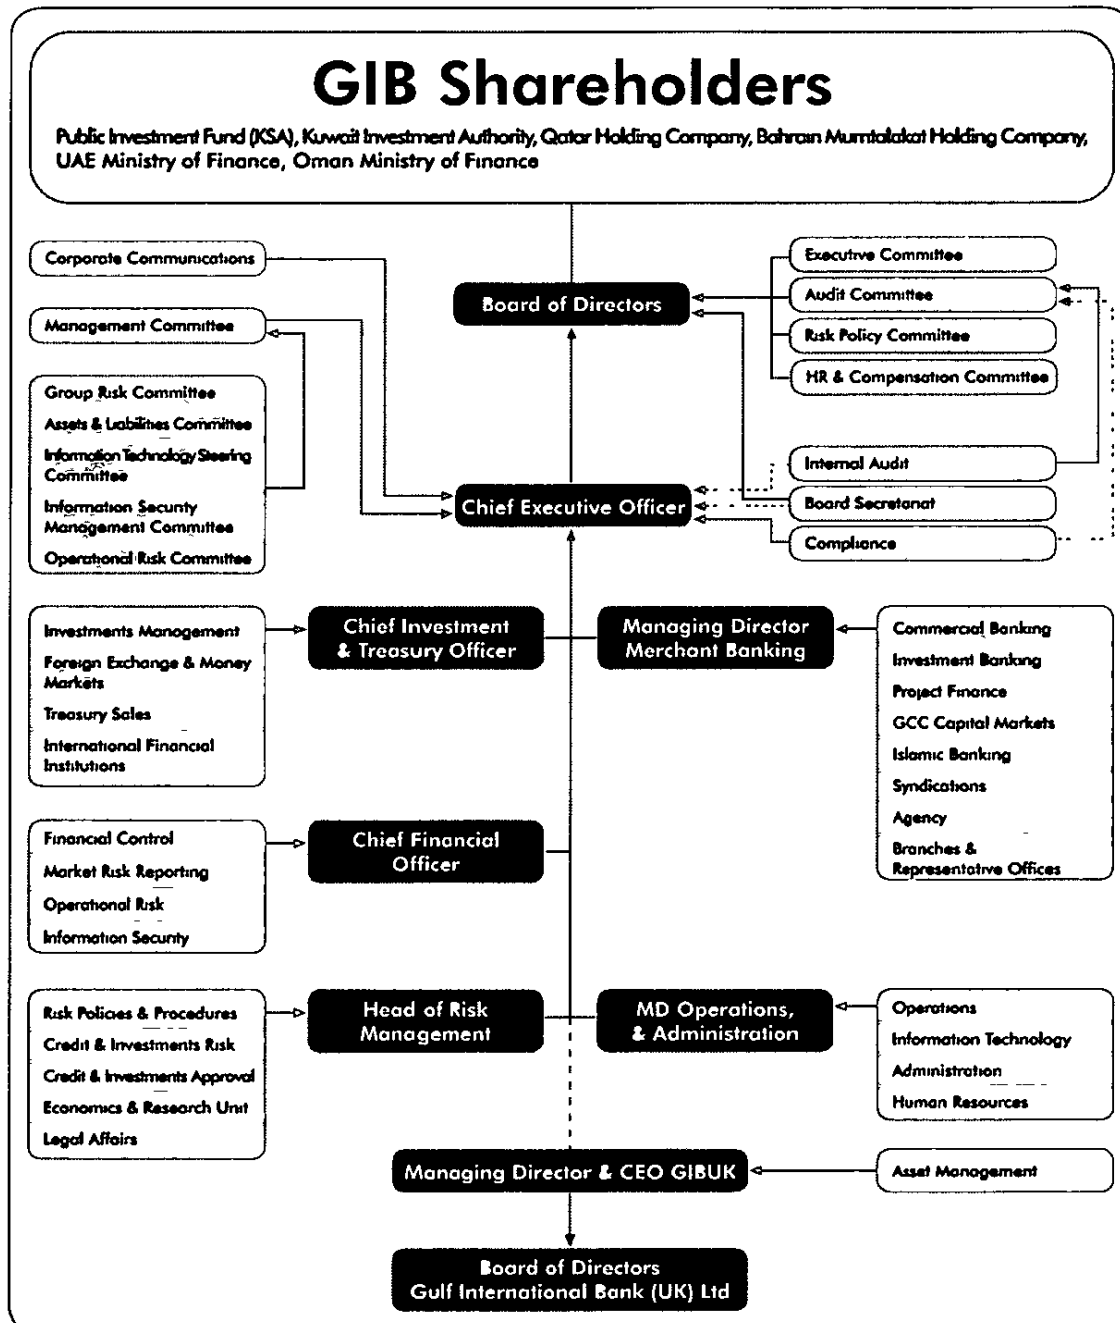 GIB Shareholders
Public Investment Fund (KSA), Kuwait Investment Authority, Qatar Holding Company, Bahrain Mumtalakat Holding Company,
UAE Ministry of Finance, Oman Ministry of Finance
Corporate Communications
Management Committee
Group Risk Committee
Assets & Liabilities Committee
Information Technology Steering
Committee
Information Security
Management Committee
Operational Risk Committee
Board of Directors
Executive Committee
Audit Committee
Risk Policy Committee
HR & Compensation Committee
Internal Audit
Board Secretariat
Compliance
Chief Executive Officer
Investments Management
Foreign Exchange & Money
Markets
Treasury Sales
International Financial
Institutions
Chief Investment
& Treasury Officer
Managing Director
Merchant Banking
Commercial Banking
Investment Banking
Project Finance
GCC Capital Markets
Islamic Banking
Syndications
Agency
Branches &
Representative Offices
Financial Control
Market Risk Reporting
Operational Risk
Information Security
Chief Financial
Officer
Risk Policies & Procedures
Credit & Investments Risk
Credit & Investments Approval
Economics & Research Unit
Legal Affairs
Head of Risk
Management
MD Operations,
& Administration
Operations
Information Technology
Administration
Human Resources
Managing Director & CEO GIBUK
Asset Management
Board of Directors
Gulf International Bank (UK) Ltd